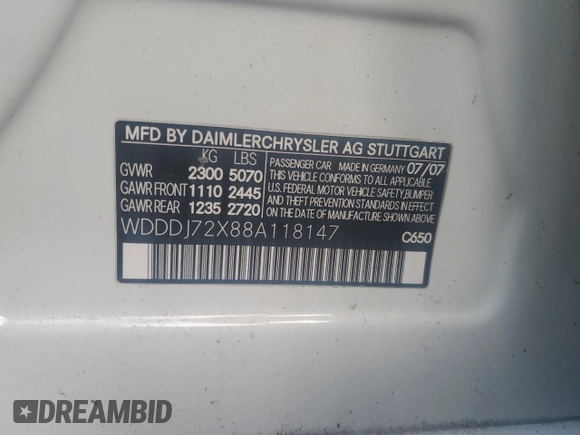 MFD BY DAIMLERCHRYSLER AG STUTTGART
KG LBS
GVWR 2300 5070
GAWR FRONT 1110 2445
GAWR REAR 1235 2720
PASSENGER CAR MADE IN GERMANY 07/07
THIS VEHICLE CONFORMS TO ALL APPLICABLE
U.S. FEDERAL MOTOR VEHICLE SAFETY, BUMPER,
AND THEFT PREVENTION STANDARDS IN EFFECT
ON THE DATE OF MANUFACTURE SHOWN ABOVE.
WDDDJ72X88A118147 C650
DREAMBID